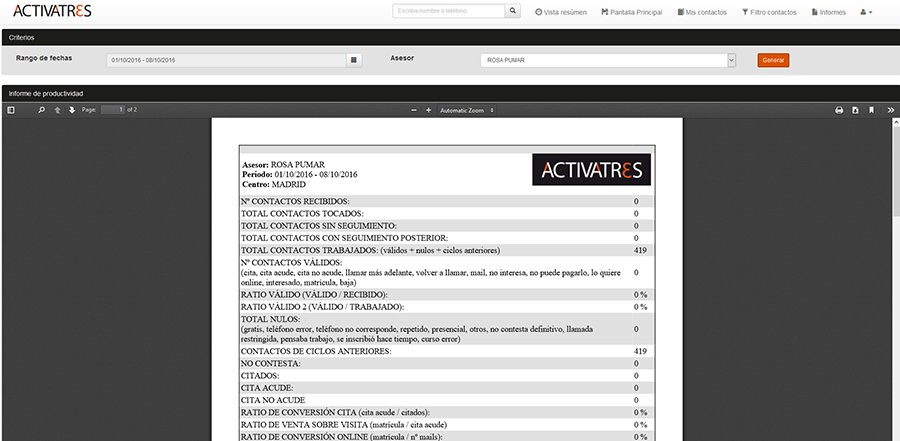 ACTIVATRES
Escriba nombre o teléfono
Vista resúmen
Pantalla Principal
Mis contactos
Filtro contactos
Informes
Criterios
Rango de fechas
01/10/2016 - 08/10/2016
Asesor
ROSA PUMAR
Generar
Informe de productividad
Page: 1 of 2
Automatic Zoom
Asesor: ROSA PUMAR
Periodo: 01/10/2016 - 08/10/2016
Centro: MADRID
ACTIVATRES
Nº CONTACTOS RECIBIDOS: 0
TOTAL CONTACTOS TOCADOS: 0
TOTAL CONTACTOS SIN SEGUIMIENTO: 0
TOTAL CONTACTOS CON SEGUIMIENTO POSTERIOR: 0
TOTAL CONTACTOS TRABAJADOS: (válidos + nulos + ciclos anteriores) 419
Nº CONTACTOS VÁLIDOS:
(cita, cita acude, cita no acude, llamar más adelante, volver a llamar, mail, no interesa, no puede pagarlo, lo quiere 0
online, interesado, matricula, baja)
RATIO VÁLIDO (VÁLIDO / RECIBIDO): 0 %
RATIO VÁLIDO 2 (VÁLIDO / TRABAJADO): 0 %
TOTAL NULOS:
(gratis, teléfono error, teléfono no corresponde, repetido, presencial, otros, no contesta definitivo, llamada 0
restringida, pensaba trabajo, se inscribió hace tiempo, curso error)
CONTACTOS DE CICLOS ANTERIORES: 419
NO CONTESTA: 0
CITADOS: 0
CITA ACUDE: 0
CITA NO ACUDE 0
RATIO DE CONVERSIÓN CITA (cita acude / citados): 0 %
RATIO DE VENTA SOBRE VISITA (matricula / cita acude) 0 %
RATIO DE CONVERSIÓN ONLINE (matricula / nº mails): 0 %